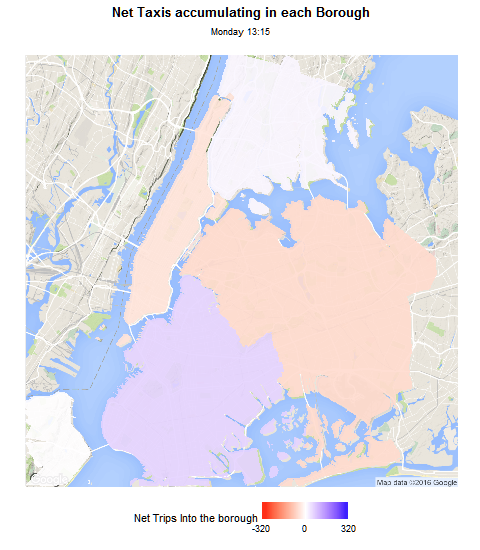 Net Taxis accumulating in each Borough
Monday 13:15
Map data ©2016 Google
Net Trips Into the borough
-320 0 320